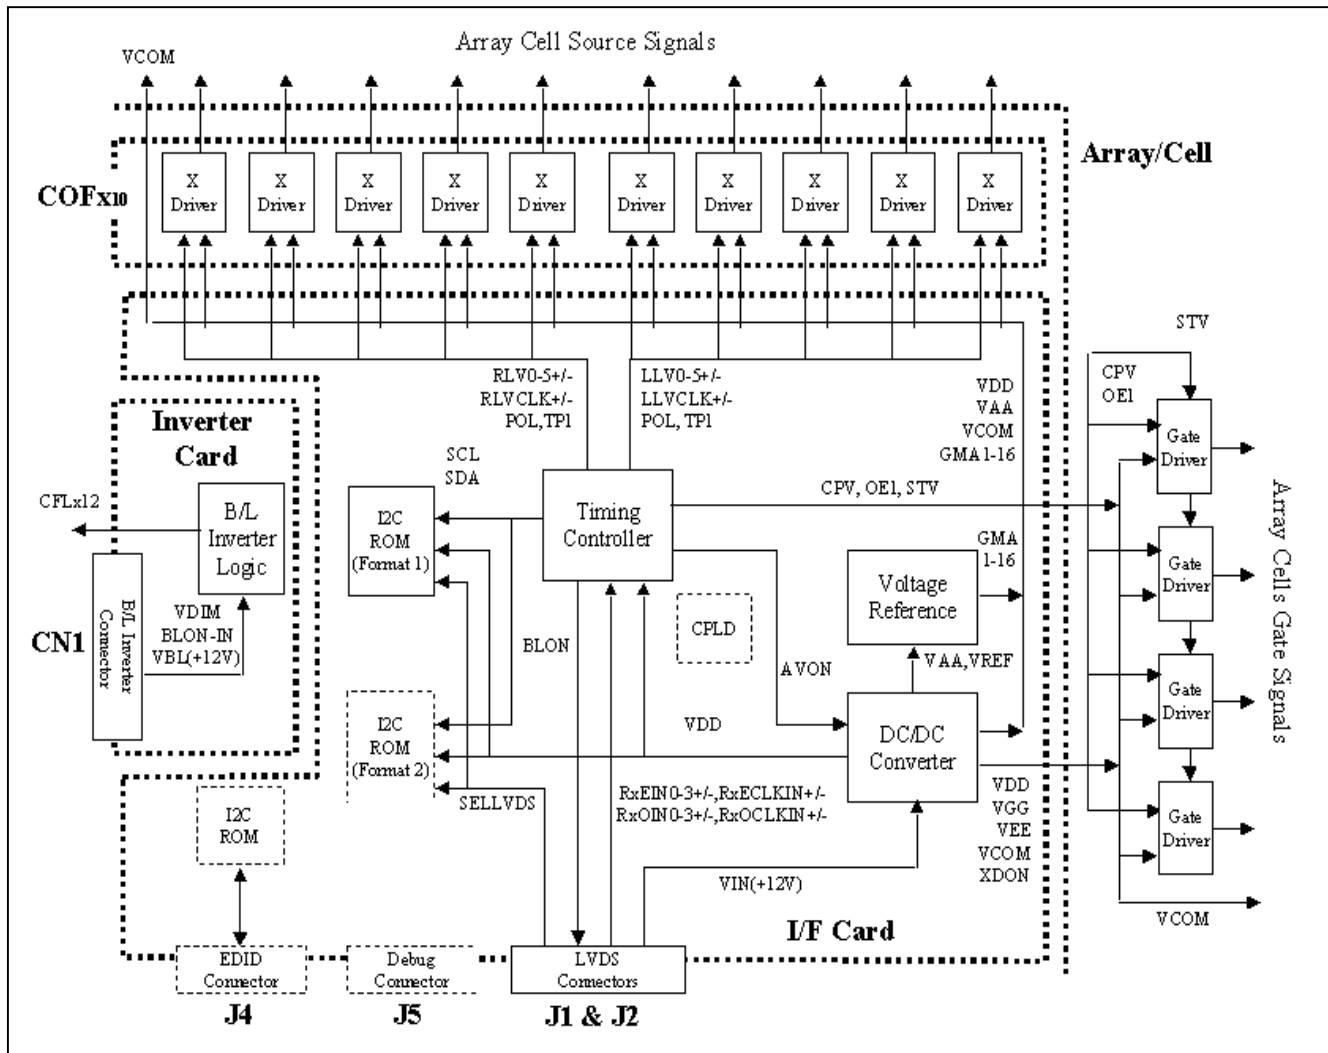 Array Cell Source Signals
VCOM
Array/Cell
COFx10
X
Driver
X
Driver
X
Driver
X
Driver
X
Driver
X
Driver
X
Driver
X
Driver
X
Driver
X
Driver
STV
CPV
OE1
RLV0-5+/-
RLVCLK+/-
POL,TP1
LLV0-5+/-
LLVCLK+/-
POL, TP1
VDD
VAA
VCOM
GMA1-16
Inverter
Card
SCL
SDA
CFLx12
B/L
Inverter
Logic
I2C
ROM
(Format 1)
Timing
Controller
CPV, OE1, STV
GMA
1-16
Voltage
Reference
Gate
Driver
Gate
Driver
Gate
Driver
Gate
Driver
Array Cells Gate Signals
CN1
B/L Inverter
Connector
VDIM
BLON-IN
VBL(+12V)
BLON
CPLD
AVON
VAA,VREF
I2C
ROM
(Format 2)
VDD
DC/DC
Converter
SELLVDS
RxEIN0-3+/-,RxECLKIN+/-
RxOIN0-3+/-,RxOCLKIN+/-
VDD
VGG
VEE
VCOM
XDON
I2C
ROM
VIN(+12V)
VCOM
I/F Card
EDID
Connector
Debug
Connector
LVDS
Connectors
J4
J5
J1 & J2